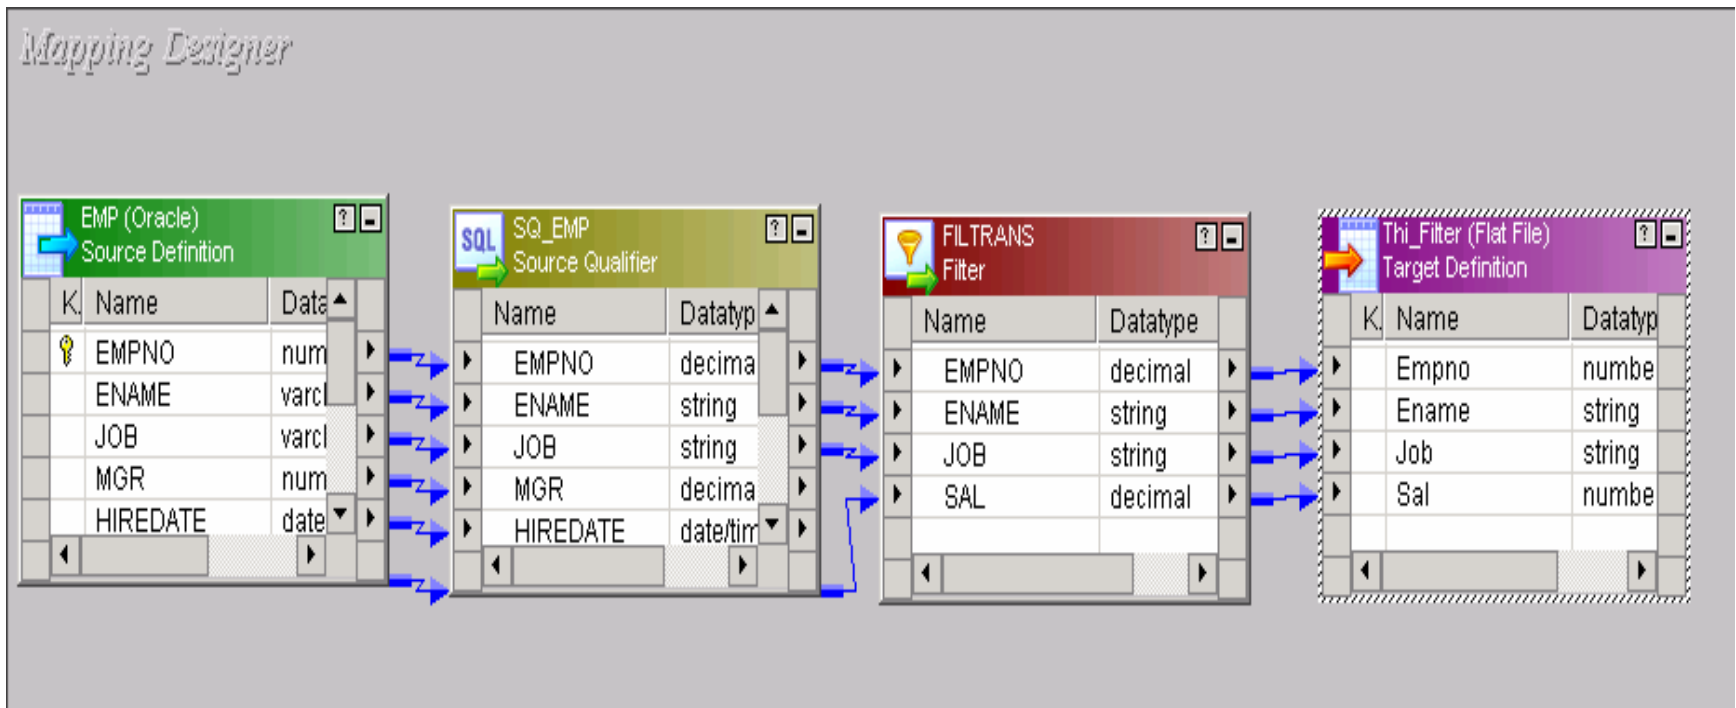 Mapping Designer
EMP (Oracle)
Source Definition
K. Name Data
EMPNO num
ENAME varcl
JOB varcl
MGR num
HIREDATE date
SQL
SQ_EMP
Source Qualifier
Name Datatyp
EMPNO decima
ENAME string
JOB string
MGR decima
HIREDATE date/tim
FILTRANS
Filter
Name Datatype
EMPNO decimal
ENAME string
JOB string
SAL decimal
Thi_Filter (Flat File)
Target Definition
K. Name Datatyp
Empno numbe
Ename string
Job string
Sal numbe